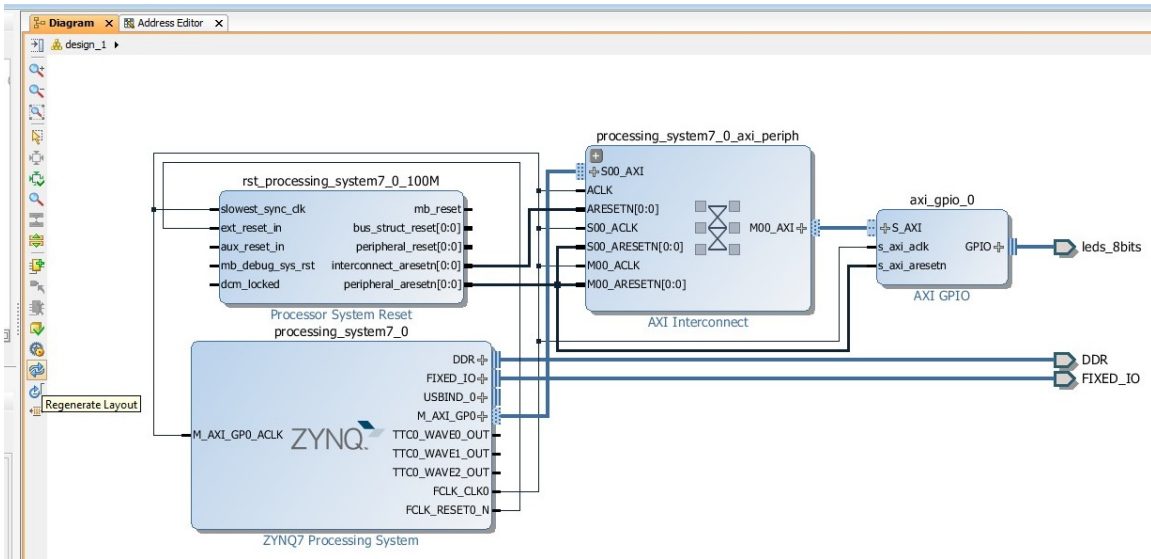 Diagram
Address Editor
design_1
Regenerate Layout
rst_processing_system7_0_100M
slowest_sync_clk
ext_reset_in
aux_reset_in
mb_debug_sys_rst
dcm_locked
mb_reset
bus_struct_reset[0:0]
peripheral_reset[0:0]
interconnect_aresetn[0:0]
peripheral_aresetn[0:0]
Processor System Reset
processing_system7_0_axi_periph
S00_AXI
ACLK
ARESETN[0:0]
S00_ACLK
S00_ARESETN[0:0]
M00_ACLK
M00_ARESETN[0:0]
M00_AXI
AXI Interconnect
axi_gpio_0
S_AXI
s_axi_aclk
s_axi_aresetn
GPIO
AXI GPIO
leds_8bits
processing_system7_0
M_AXI_GP0_ACLK
ZYNQ
DDR
FIXED_IO
USBIND_0
M_AXI_GP0
TTC0_WAVE0_OUT
TTC0_WAVE1_OUT
TTC0_WAVE2_OUT
FCLK_CLK0
FCLK_RESET0_N
ZYNQ7 Processing System
DDR
FIXED_IO